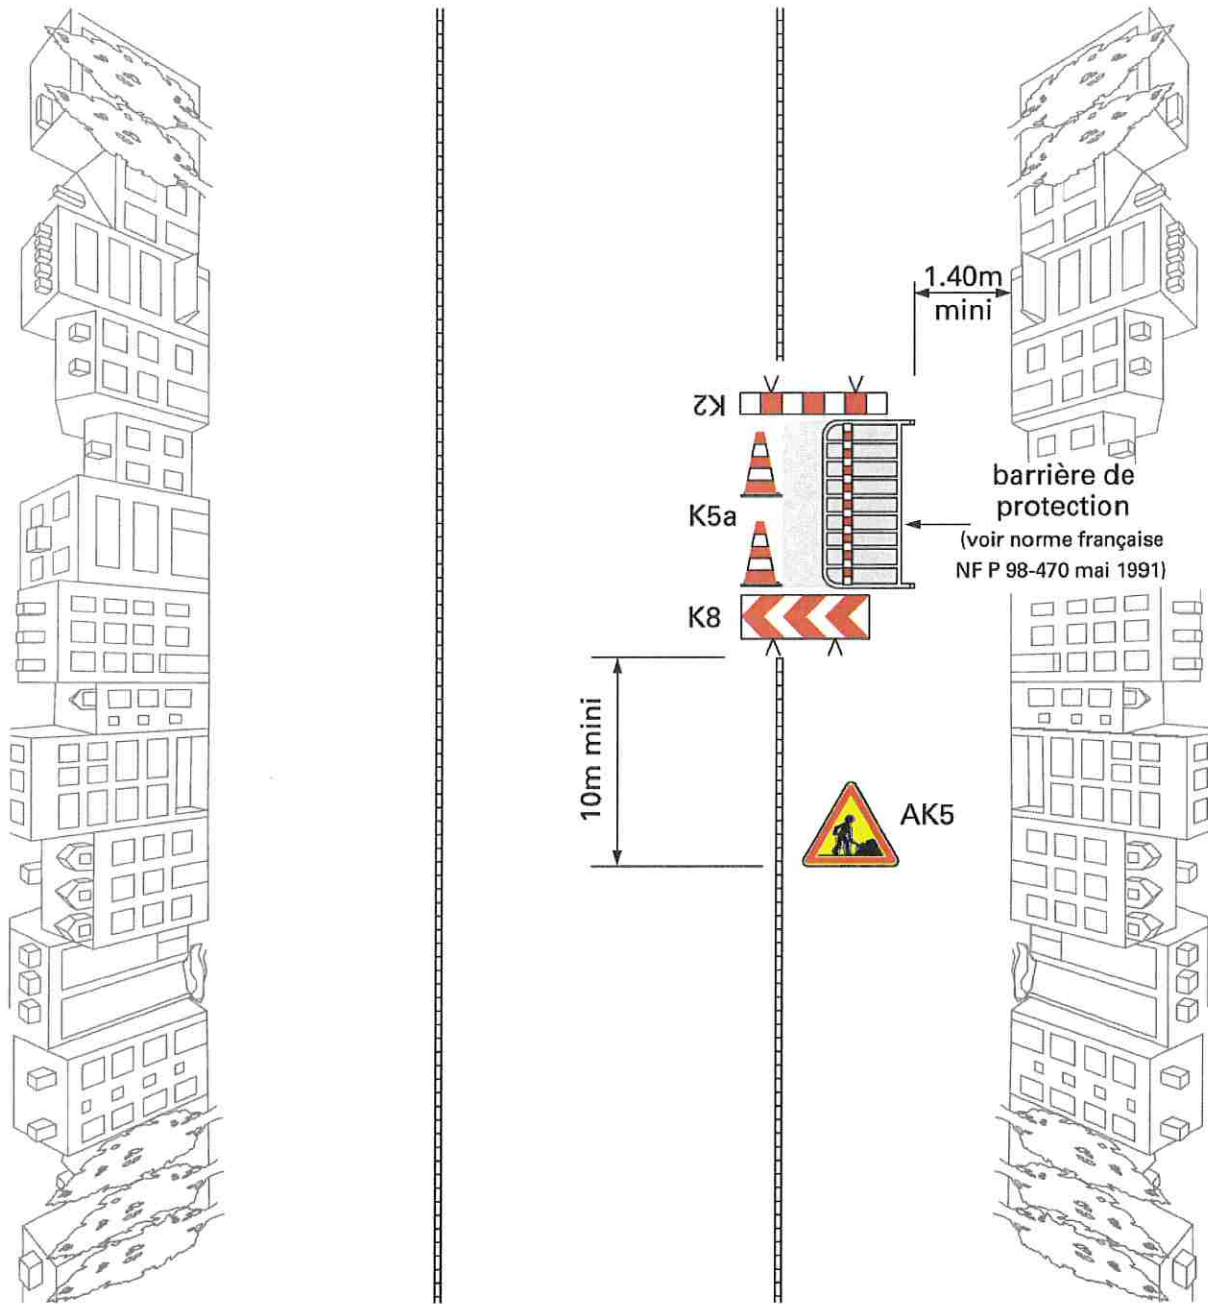 1.40m
mini
K2
K5a
barrière de
protection
(voir norme française
NF P 98-470 mai 1991)
K8
10m mini
AK5